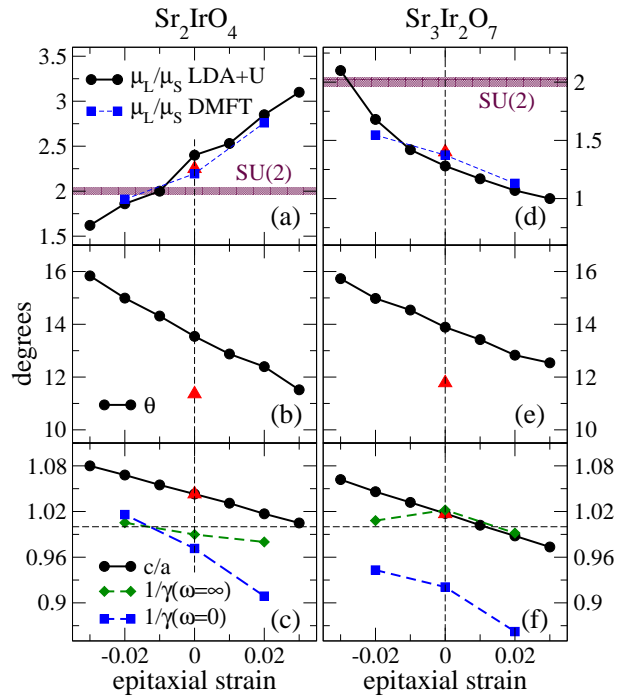 Sr2IrO4
Sr3Ir2O7
μL/μS LDA+U
μL/μS DMFT
SU(2)
(a)
3.5
3
2.5
2
1.5
SU(2)
(d)
2
1.5
1
degrees
16
14
12
10
θ
(b)
16
14
12
10
(e)
1.08
1.02
0.96
0.9
c/a
1/γ(ω=∞)
1/γ(ω=0)
(c)
1.08
1.02
0.96
0.9
(f)
-0.02 0 0.02
epitaxial strain
-0.02 0 0.02
epitaxial strain